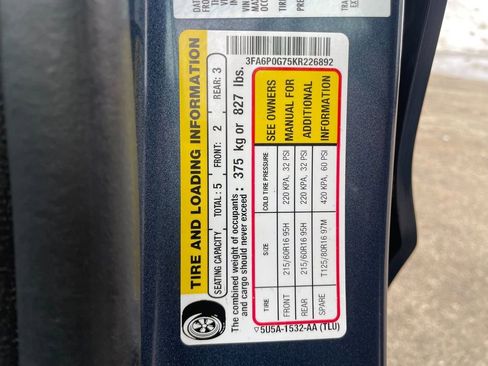 3FA6P0G75KR226892
TIRE AND LOADING INFORMATION
SEATING CAPACITY TOTAL: 5 FRONT: 2 REAR: 3
The combined weight of occupants
and cargo should never exceed : 375 kg or 827 lbs.
TIRE SIZE COLD TIRE PRESSURE
FRONT 215/60R16 95H 220 KPA, 32 PSI
REAR 215/60R16 95H 220 KPA, 32 PSI
SPARE T125/80R16 97M 420 KPA, 60 PSI
SEE OWNERS
MANUAL FOR
ADDITIONAL
INFORMATION
▽5U5A-1532-AA (TLU)